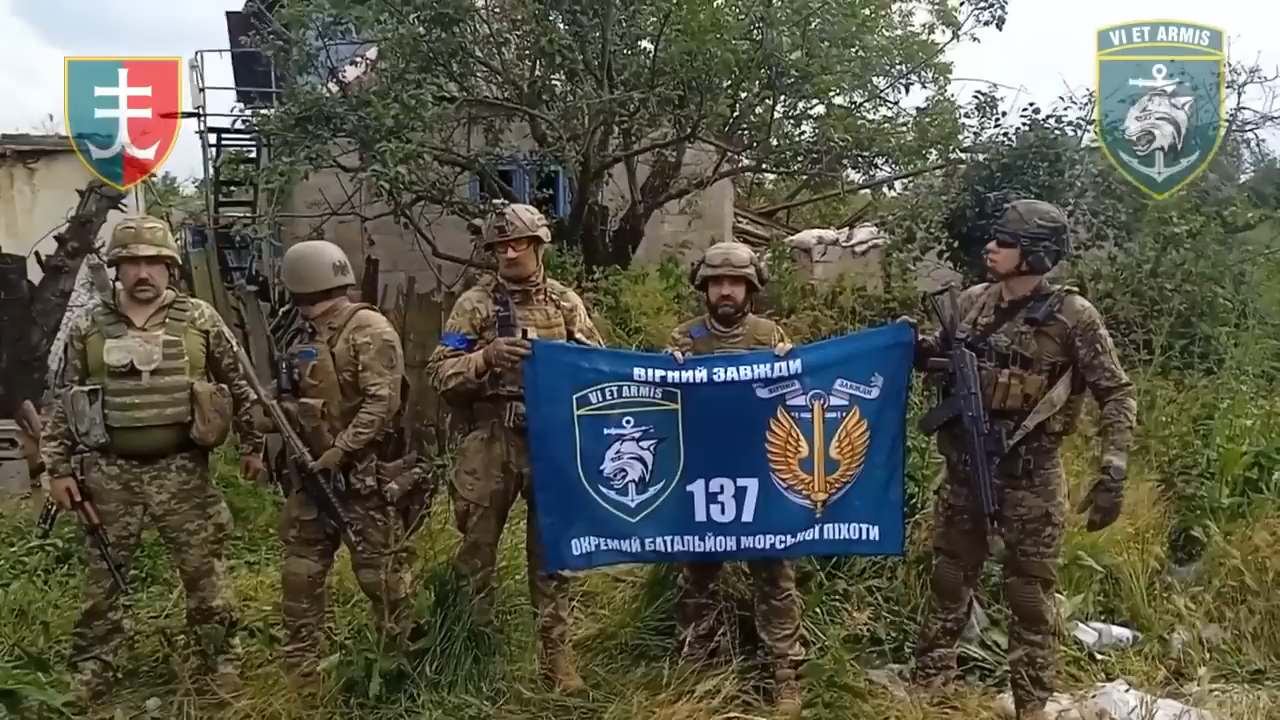 VI ET ARMIS
ВІРНИЙ ЗАВЖДИ
VI ET ARMIS
ВІРНИЙ ЗАВЖДИ
137
ОКРЕМИЙ БАТАЛЬЙОН МОРСЬКОЇ ПІХОТИ